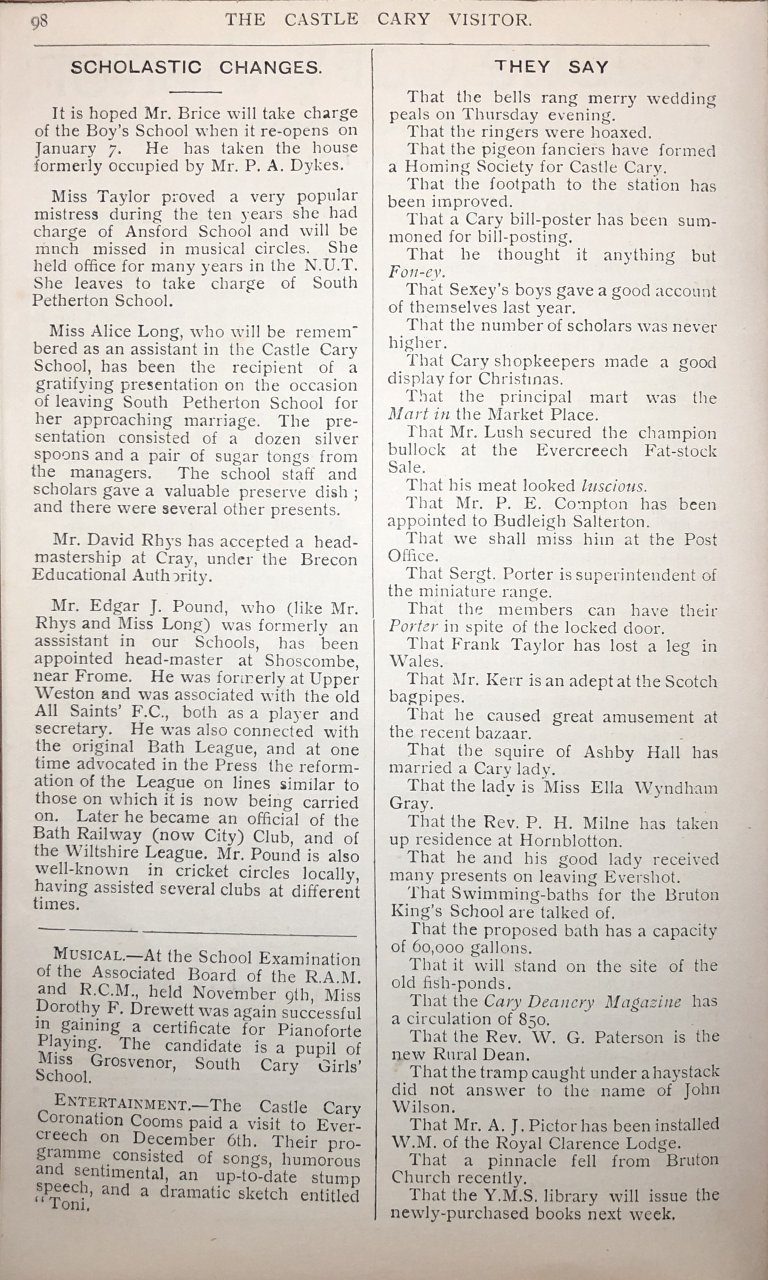 98
THE CASTLE CARY VISITOR.
SCHOLASTIC CHANGES.
It is hoped Mr. Brice will take charge
of the Boy's School when it re-opens on
January 7. He has taken the house
formerly occupied by Mr. P. A. Dykes.
Miss Taylor proved a very popular
mistress during the ten years she had
charge of Ansford School and will be
mnch missed in musical circles. She
held office for many years in the N.U.T.
She leaves to take charge of South
Petherton School.
Miss Alice Long, who will be remem-
bered as an assistant in the Castle Cary
School, has been the recipient of a
gratifying presentation on the occasion
of leaving South Petherton School for
her approaching marriage. The pre-
sentation consisted of a dozen silver
spoons and a pair of sugar tongs from
the managers. The school staff and
scholars gave a valuable preserve dish ;
and there were several other presents.
Mr. David Rhys has accepted a head-
mastership at Cray, under the Brecon
Educational Authority.
Mr. Edgar J. Pound, who (like Mr.
Rhys and Miss Long) was formerly an
asssistant in our Schools, has been
appointed head-master at Shoscombe,
near Frome. He was formerly at Upper
Weston and was associated with the old
All Saints' F.C., both as a player and
secretary. He was also connected with
the original Bath League, and at one
time advocated in the Press the reform-
ation of the League on lines similar to
those on which it is now being carried
on. Later he became an official of the
Bath Railway (now City) Club, and of
the Wiltshire League. Mr. Pound is also
well-known in cricket circles locally,
having assisted several clubs at different
times.
MUSICAL.—At the School Examination
of the Associated Board of the R.A.M.
and R.C.M., held November 9th, Miss
Dorothy F. Drewett was again successful
in gaining a certificate for Pianoforte
Playing. The candidate is a pupil of
Miss Grosvenor, South Cary Girls'
School.
ENTERTAINMENT.—The Castle Cary
Coronation Cooms paid a visit to Ever-
creech on December 6th. Their pro-
gramme consisted of songs, humorous
and sentimental, an up-to-date stump
speech, and a dramatic sketch entitled
"Toni.
THEY SAY
That the bells rang merry wedding
peals on Thursday evening.
That the ringers were hoaxed.
That the pigeon fanciers have formed
a Homing Society for Castle Cary.
That the footpath to the station has
been improved.
That a Cary bill-poster has been sum-
moned for bill-posting.
That he thought it anything but
Fon-ey.
That Sexey's boys gave a good account
of themselves last year.
That the number of scholars was never
higher.
That Cary shopkeepers made a good
display for Christmas.
That the principal mart was the
Mart in the Market Place.
That Mr. Lush secured the champion
bullock at the Evercreech Fat-stock
Sale.
That his meat looked luscious.
That Mr. P. E. Compton has been
appointed to Budleigh Salterton.
That we shall miss him at the Post
Office.
That Sergt. Porter is superintendent of
the miniature range.
That the members can have their
Porter in spite of the locked door.
That Frank Taylor has lost a leg in
Wales.
That Mr. Kerr is an adept at the Scotch
bagpipes.
That he caused great amusement at
the recent bazaar.
That the squire of Ashby Hall has
married a Cary lady.
That the lady is Miss Ella Wyndham
Gray.
That the Rev. P. H. Milne has taken
up residence at Hornblotton.
That he and his good lady received
many presents on leaving Evershot.
That Swimming-baths for the Bruton
King's School are talked of.
That the proposed bath has a capacity
of 60,000 gallons.
That it will stand on the site of the
old fish-ponds.
That the Cary Deanery Magazine has
a circulation of 850.
That the Rev. W. G. Paterson is the
new Rural Dean.
That the tramp caught under a haystack
did not answer to the name of John
Wilson.
That Mr. A. J. Pictor has been installed
W.M. of the Royal Clarence Lodge.
That a pinnacle fell from Bruton
Church recently.
That the Y.M.S. library will issue the
newly-purchased books next week.